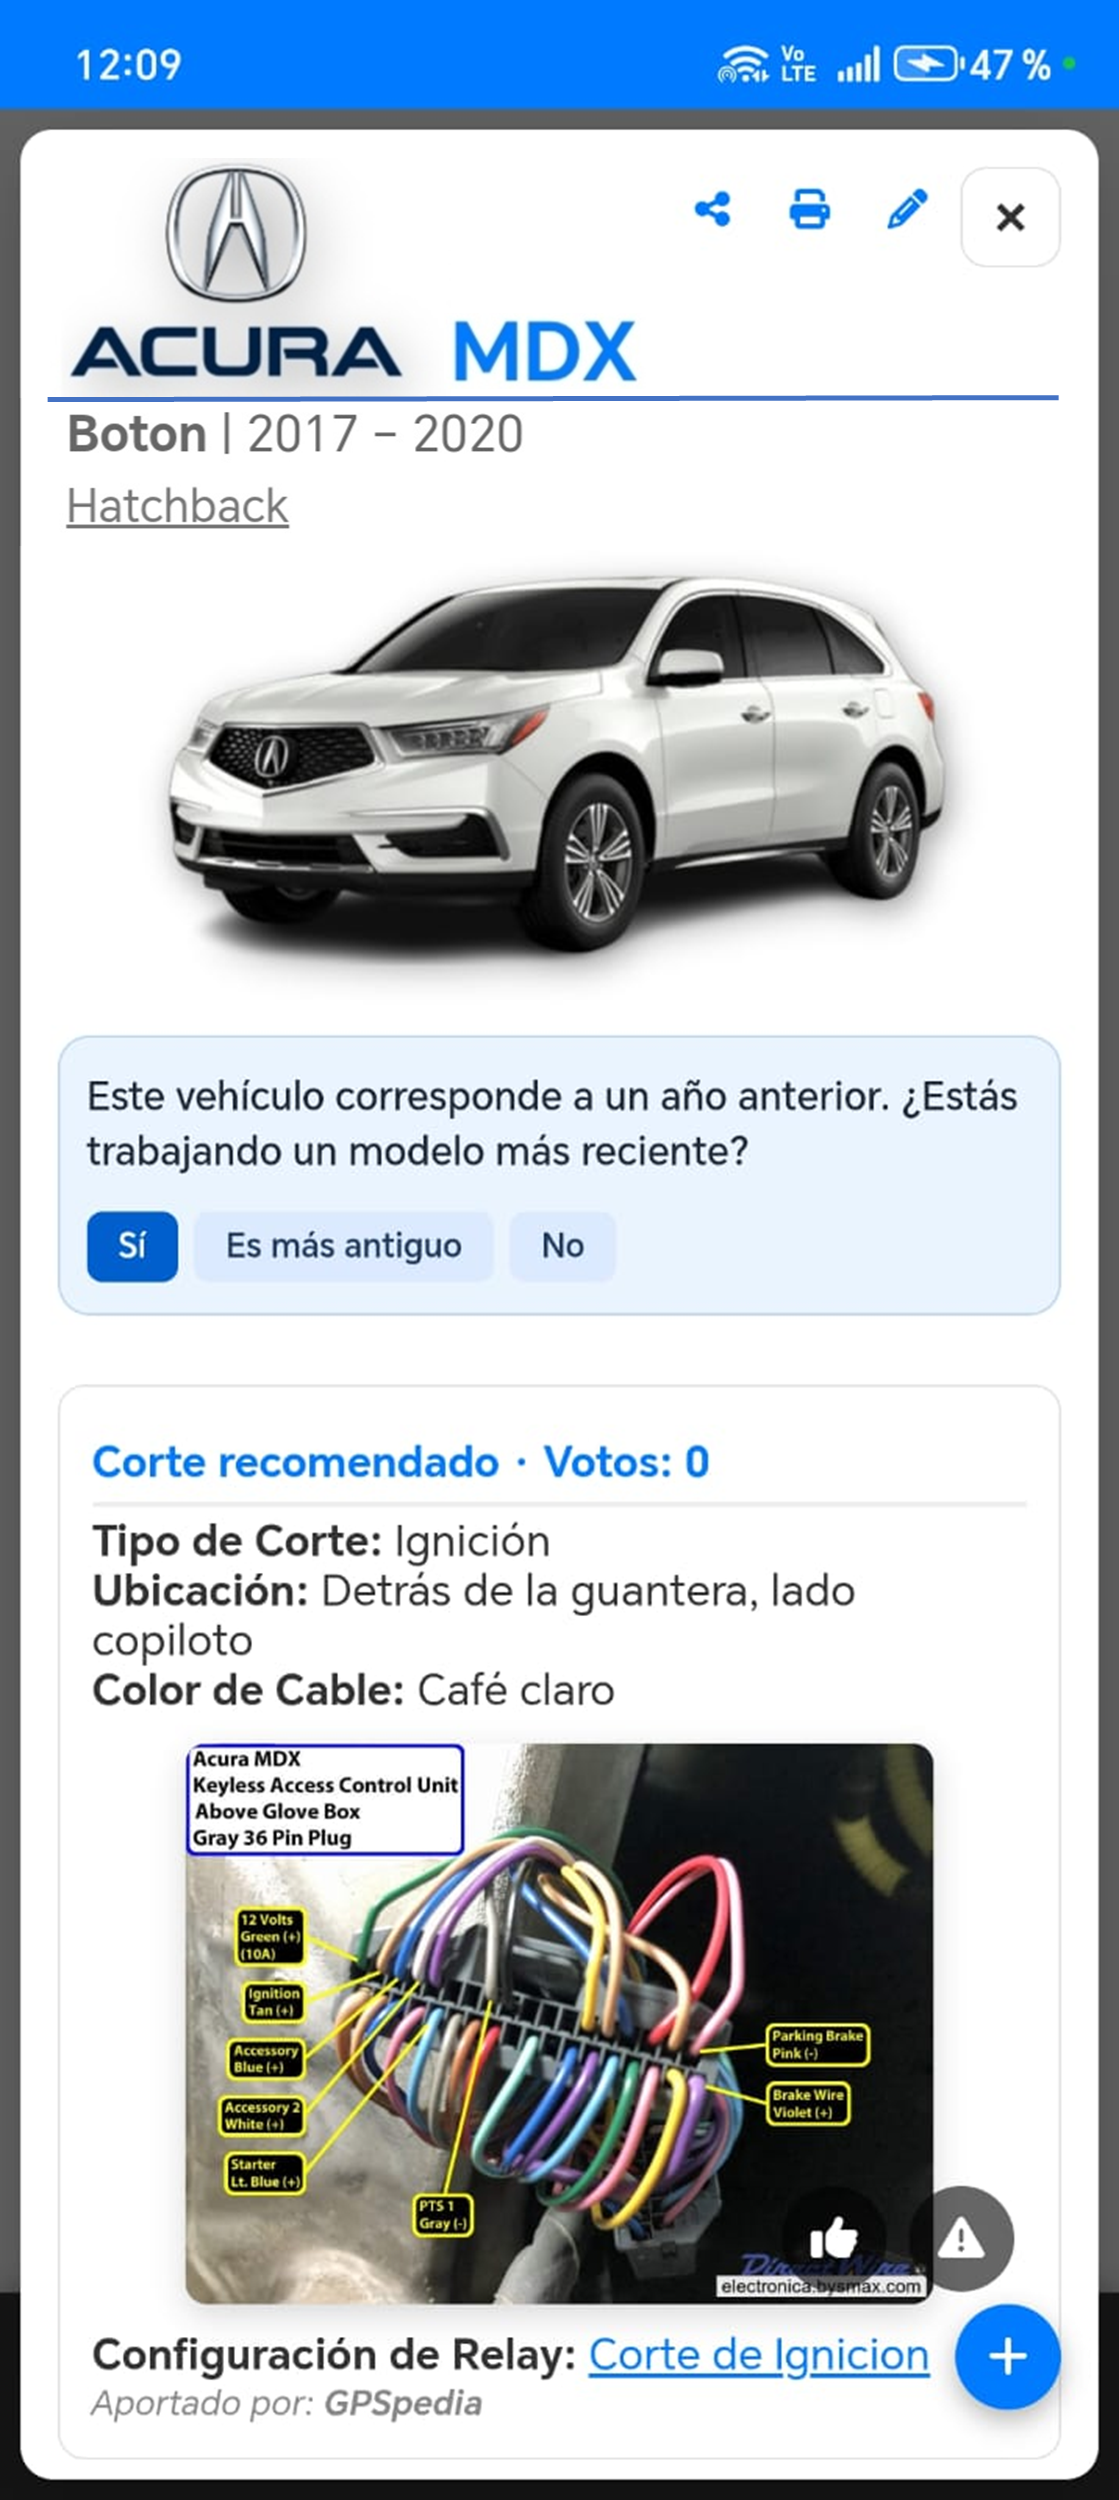 12:09
Vo
LTE
47 %
ACURA MDX
Boton | 2017 – 2020
Hatchback
Este vehículo corresponde a un año anterior. ¿Estás
trabajando un modelo más reciente?
Sí
Es más antiguo
No
Corte recomendado · Votos: 0
Tipo de Corte: Ignición
Ubicación: Detrás de la guantera, lado
copiloto
Color de Cable: Café claro
Acura MDX
Keyless Access Control Unit
Above Glove Box
Gray 36 Pin Plug
12 Volts
Green (+)
(10A)
Ignition
Tan (+)
Accessory
Blue (+)
Accessory 2
White (+)
Starter
Lt. Blue (+)
PTS 1
Gray (-)
Parking Brake
Pink (-)
Brake Wire
Violet (+)
electronica.bysmax.com
Configuración de Relay: Corte de Ignicion
Aportado por: GPSpedia